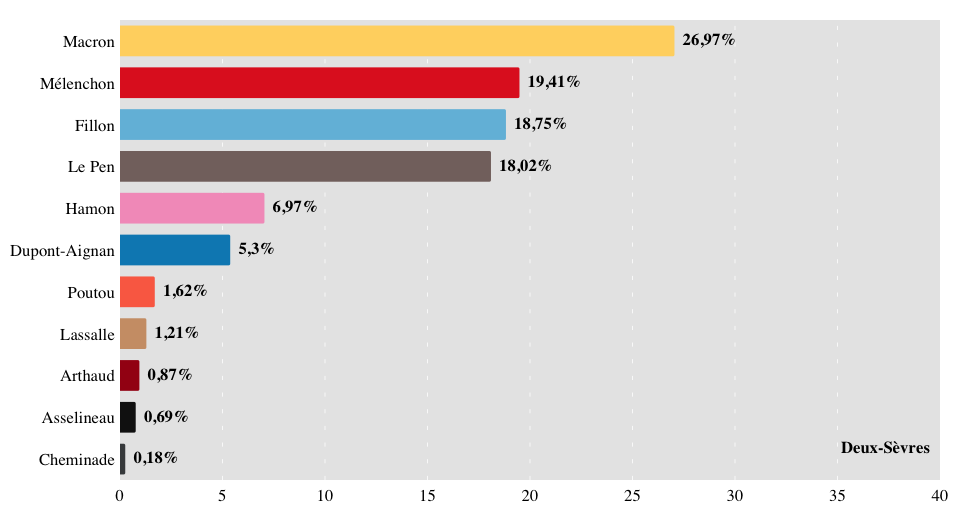 Macron 26,97%
Mélenchon 19,41%
Fillon 18,75%
Le Pen 18,02%
Hamon 6,97%
Dupont-Aignan 5,3%
Poutou 1,62%
Lassalle 1,21%
Arthaud 0,87%
Asselineau 0,69%
Deux-Sèvres
Cheminade 0,18%
0 5 10 15 20 25 30 35 40